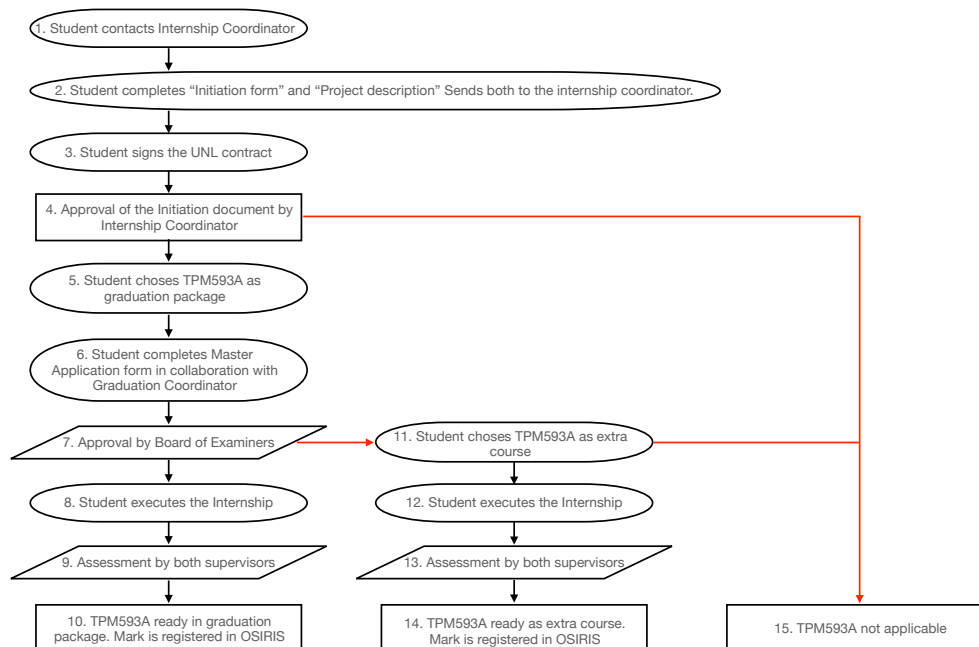 1. Student contacts Internship Coordinator
2. Student completes “Initiation form” and “Project description” Sends both to the internship coordinator.
3. Student signs the UNL contract
4. Approval of the Initiation document by
Internship Coordinator
5. Student choses TPM593A as
graduation package
6. Student completes Master
Application form in collaboration with
Graduation Coordinator
7. Approval by Board of Examiners
11. Student choses TPM593A as extra
course
8. Student executes the Internship
12. Student executes the Internship
9. Assessment by both supervisors
13. Assessment by both supervisors
10. TPM593A ready in graduation
package. Mark is registered in OSIRIS
14. TPM593A ready as extra course.
Mark is registered in OSIRIS
15. TPM593A not applicable